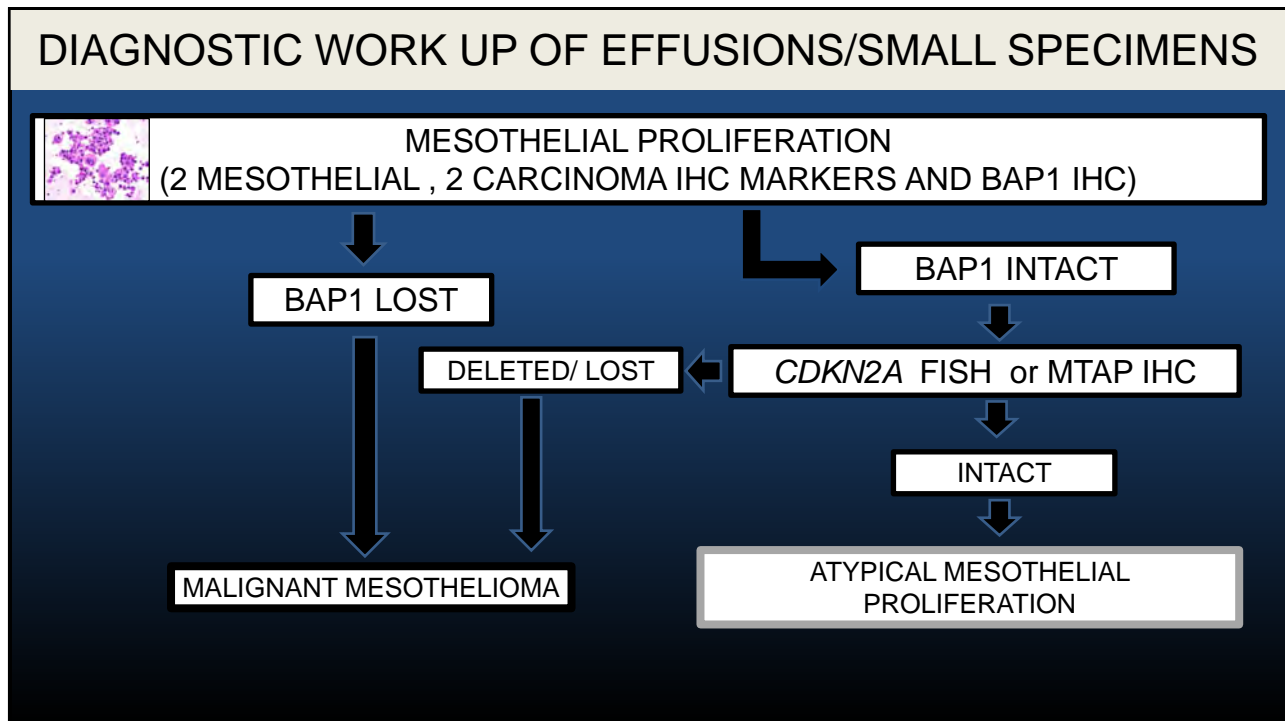 DIAGNOSTIC WORK UP OF EFFUSIONS/SMALL SPECIMENS
MESOTHELIAL PROLIFERATION
(2 MESOTHELIAL , 2 CARCINOMA IHC MARKERS AND BAP1 IHC)
BAP1 LOST
BAP1 INTACT
DELETED/ LOST
CDKN2A FISH or MTAP IHC
INTACT
MALIGNANT MESOTHELIOMA
ATYPICAL MESOTHELIAL
PROLIFERATION